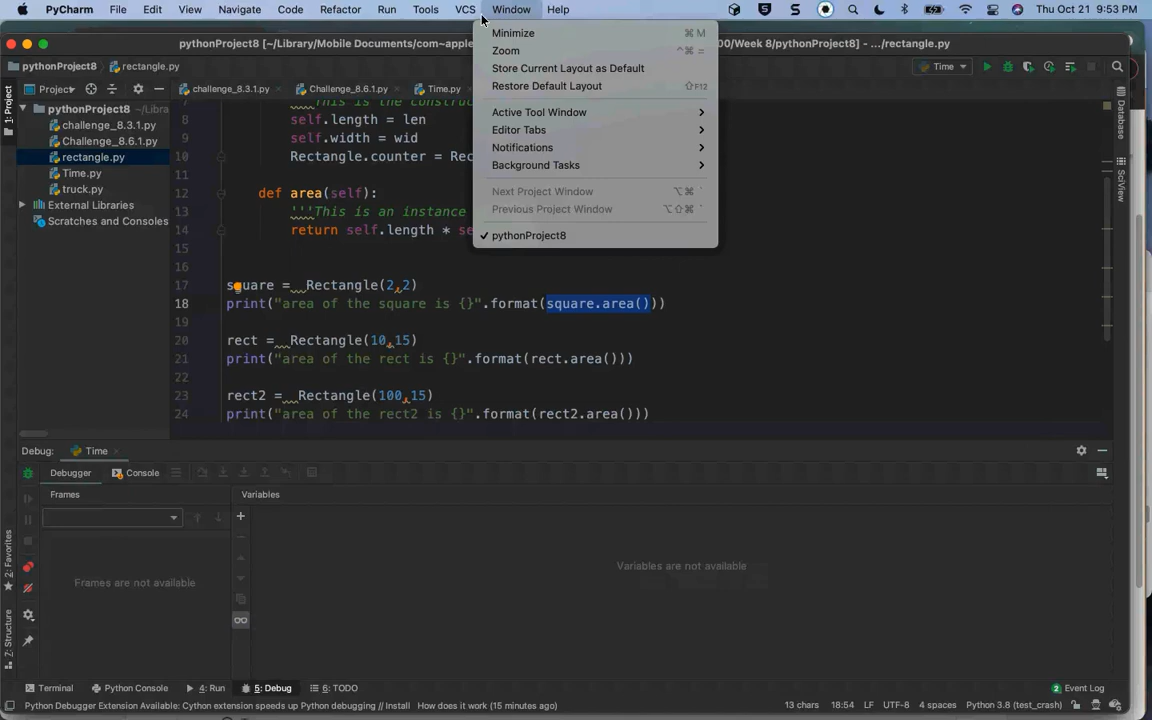 PyCharm File Edit View Navigate Code Refactor Run Tools VCS Window Help Thu Oct 21 9:53 PM
pythonProject8 [~/Library/Mobile Documents/com~apple 00/Week 8/pythonProject8] - .../rectangle.py
pythonProject8 rectangle.py Time
Project challenge_8.3.1.py Challenge_8.6.1.py Time.py
Minimize ⌘ M
Zoom ^⌘ =
Store Current Layout as Default
Restore Default Layout ⇧F12
Active Tool Window
Editor Tabs
Notifications
Background Tasks
Next Project Window ⌥⌘ `
Previous Project Window ⌥⇧⌘ `
✓ pythonProject8
1: Project
pythonProject8 ~/Libra
challenge_8.3.1.py
Challenge_8.6.1.py
rectangle.py
Time.py
truck.py
External Libraries
Scratches and Consoles
7 '''This is the constru
8 self.length = len
9 self.width = wid
10 Rectangle.counter = Rec
11
12 def area(self):
13 '''This is an instance
14 return self.length * se
15
16
17 square = Rectangle(2,2)
18 print("area of the square is {}".format(square.area()))
19
20 rect = Rectangle(10,15)
21 print("area of the rect is {}".format(rect.area()))
22
23 rect2 = Rectangle(100,15)
24 print("area of the rect2 is {}".format(rect2.area()))
Database
SciView
Debug: Time
Debugger Console
Frames Variables
Frames are not available
Variables are not available
2: Favorites
7: Structure
Terminal Python Console 4: Run 5: Debug 6: TODO 2 Event Log
Python Debugger Extension Available: Cython extension speeds up Python debugging // Install How does it work (15 minutes ago) 13 chars 18:54 LF UTF-8 4 spaces Python 3.8 (test_crash)